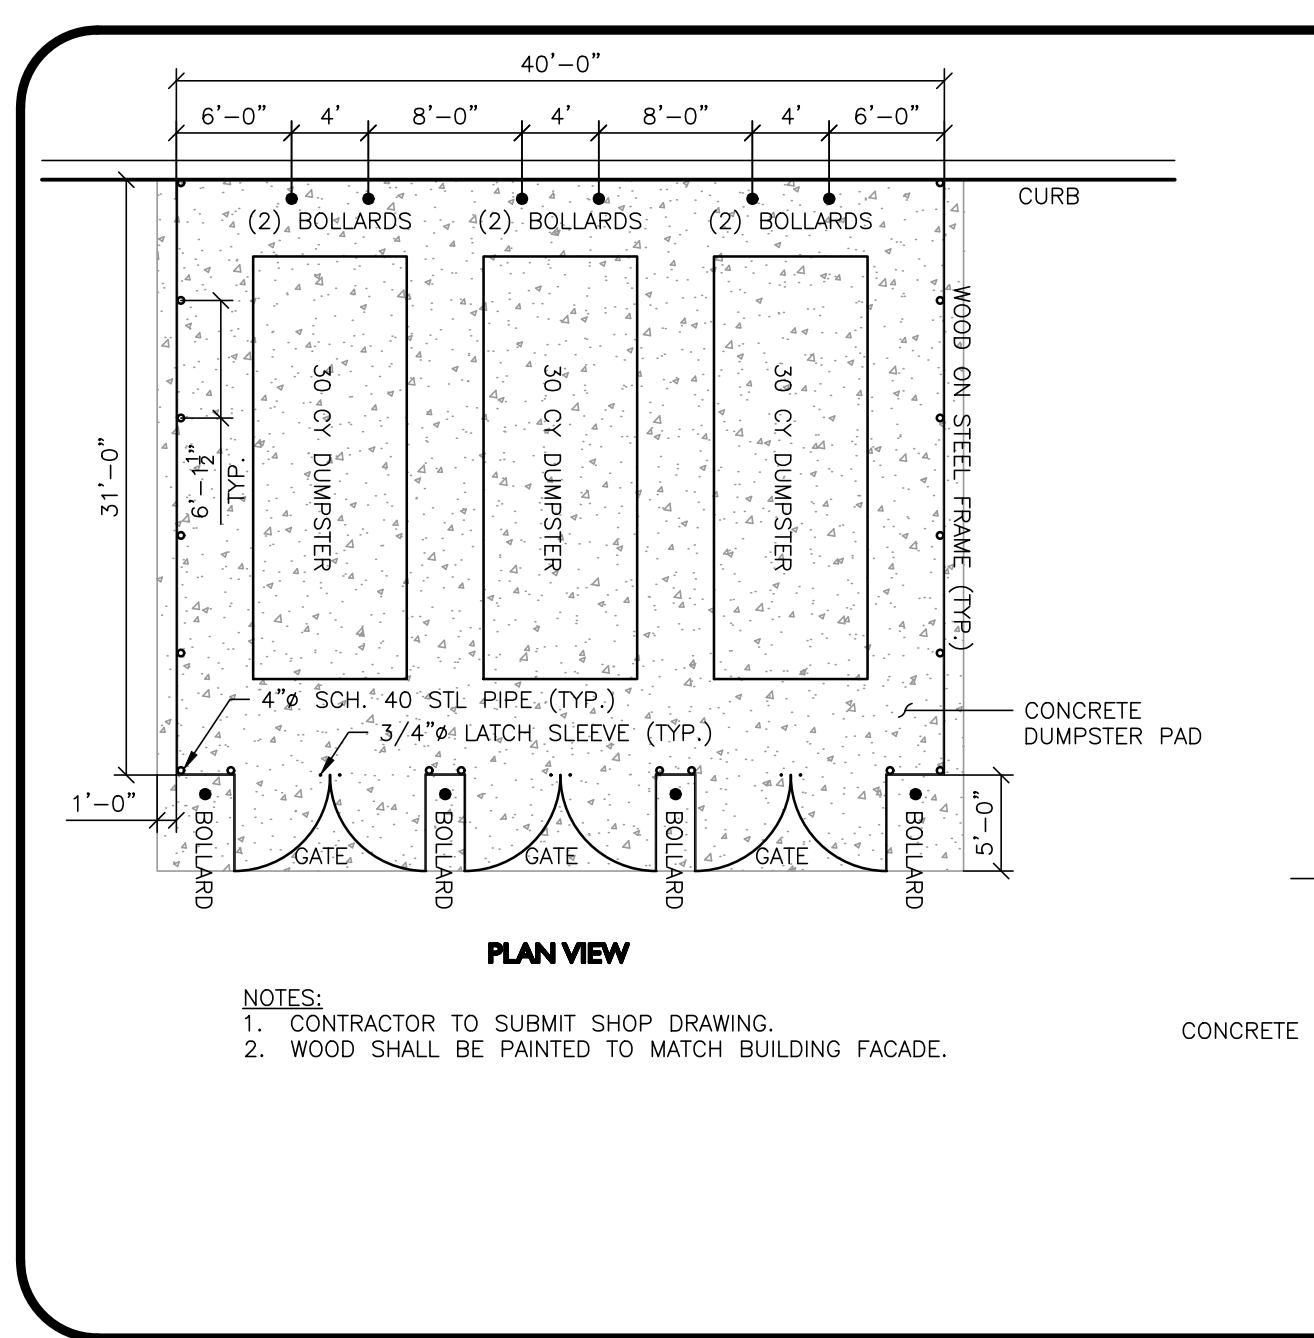 40'-0"
6'-0" 4' 8'-0" 4' 8'-0" 4' 6'-0"
CURB
(2) BOLLARDS (2) BOLLARDS (2) BOLLARDS
WOOD ON STEEL FRAME (TYP.)
30 CY DUMPSTER
30 CY DUMPSTER
30 CY DUMPSTER
31'-0"
6'-1½"
TYP.
4"ø SCH. 40 STL PIPE (TYP.)
3/4"ø LATCH SLEEVE (TYP.)
CONCRETE
DUMPSTER PAD
1'-0"
BOLLARD
GATE
BOLLARD
GATE
BOLLARD
GATE
BOLLARD
5'-0"
PLAN VIEW
NOTES:
1. CONTRACTOR TO SUBMIT SHOP DRAWING.
2. WOOD SHALL BE PAINTED TO MATCH BUILDING FACADE.
CONCRETE